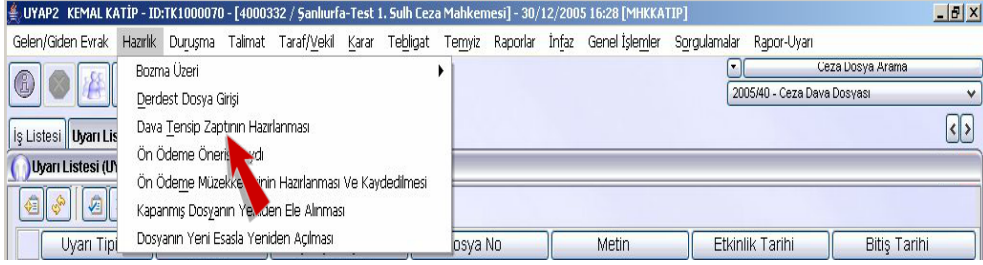 UYAP2 KEMAL KATİP - ID:TK1000070 - [4000332 / Şanlıurfa-Test 1. Sulh Ceza Mahkemesi] - 30/12/2005 16:28 [MHKKATIP]
Gelen/Giden Evrak Hazırlık Duruşma Talimat Taraf/Vekil Karar Tebligat Temyiz Raporlar İnfaz Genel İşlemler Sorgulamalar Rapor-Uyarı
Bozma Üzeri
Ceza Dosya Arama
Derdest Dosya Girişi
2005/40 - Ceza Dava Dosyası
Dava Tensip Zaptının Hazırlanması
İş Listesi Uyarı Lis
Ön Ödeme
Uyarı Listesi (UY
Ön Ödeme Hazırlanması Ve Kaydedilmesi
Kapanmış Dosyanın Yeniden Ele Alınması
Dosyanın Yeni Esasla Yeniden Açılması
Uyarı Tipi osya No Metin Etkinlik Tarihi Bitiş Tarihi